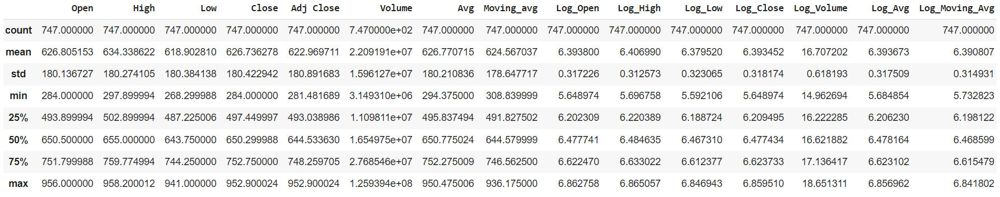 Open High Low Close Adj Close Volume Avg Moving_avg Log_Open Log_High Log_Low Log_Close Log_Volume Log_Avg Log_Moving_Avg
count 747.000000 747.000000 747.000000 747.000000 747.000000 7.470000e+02 747.000000 747.000000 747.000000 747.000000 747.000000 747.000000 747.000000 747.000000 747.000000
mean 626.805153 634.338622 618.902810 626.736278 622.969711 2.209191e+07 626.770715 624.567037 6.393800 6.406990 6.379520 6.393452 16.707202 6.393673 6.390807
std 180.136727 180.274105 180.384138 180.422942 180.891683 1.596127e+07 180.210836 178.647717 0.317226 0.312573 0.323065 0.318174 0.618193 0.317509 0.314931
min 284.000000 297.899994 268.299988 284.000000 281.481689 3.149310e+06 294.375000 308.839999 5.648974 5.696758 5.592106 5.648974 14.962694 5.684854 5.732823
25% 493.899994 502.899994 487.225006 497.449997 493.038986 1.109811e+07 495.837494 491.827502 6.202309 6.220389 6.188724 6.209495 16.222285 6.206230 6.198122
50% 650.500000 655.000000 643.750000 650.299988 644.533630 1.654975e+07 650.775024 644.579999 6.477741 6.484635 6.467310 6.477434 16.621882 6.478164 6.468599
75% 751.799988 759.774994 744.250000 752.750000 748.259705 2.768546e+07 752.275009 746.562500 6.622470 6.633022 6.612377 6.623733 17.136417 6.623102 6.615479
max 956.000000 958.200012 941.000000 952.900024 952.900024 1.259394e+08 950.475006 936.175000 6.862758 6.865057 6.846943 6.859510 18.651311 6.856962 6.841802